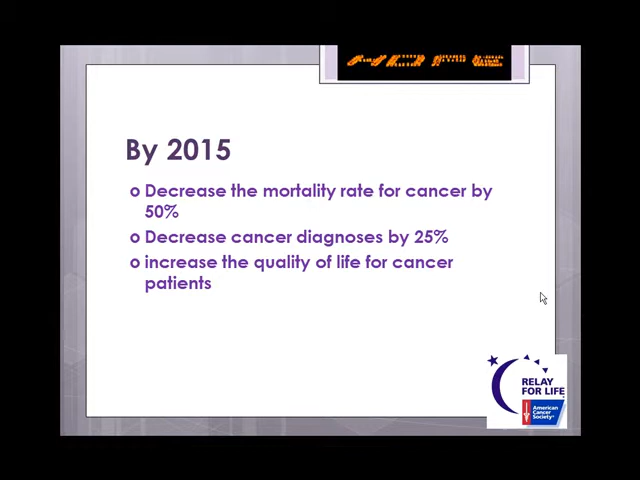 HOPE
By 2015
Decrease the mortality rate for cancer by
50%
Decrease cancer diagnoses by 25%
increase the quality of life for cancer
patients
RELAY
FOR LIFE
American
Cancer
Society